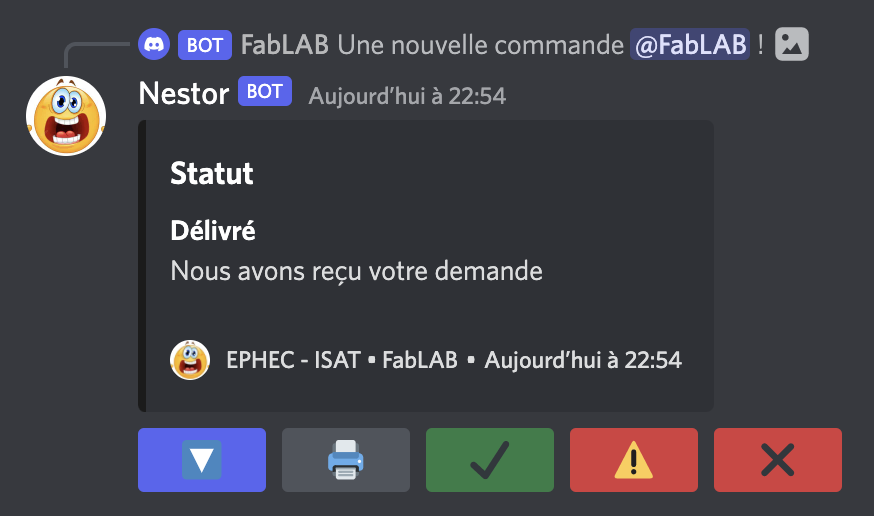 BOT FabLAB Une nouvelle commande @FabLAB !
Nestor BOT Aujourd’hui à 22:54
Statut
Délivré
Nous avons reçu votre demande
EPHEC - ISAT • FabLAB • Aujourd’hui à 22:54